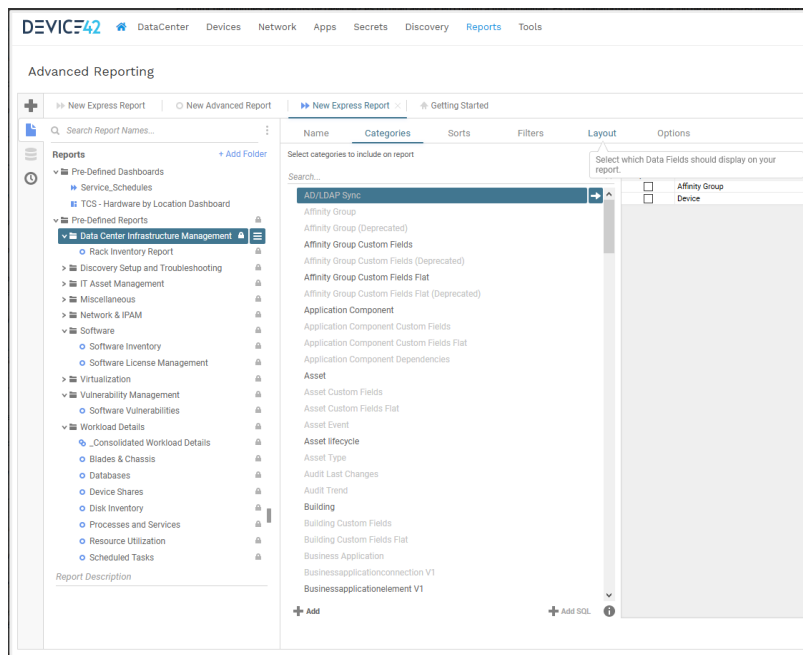 DEVICE42 DataCenter Devices Network Apps Secrets Discovery Reports Tools
Advanced Reporting
New Express Report New Advanced Report New Express Report Getting Started
Search Report Names...
Reports + Add Folder
Pre-Defined Dashboards
Service_Schedules
TCS - Hardware by Location Dashboard
Pre-Defined Reports
Data Center Infrastructure Management
Rack Inventory Report
Discovery Setup and Troubleshooting
IT Asset Management
Miscellaneous
Network & IPAM
Software
Software Inventory
Software License Management
Virtualization
Vulnerability Management
Software Vulnerabilities
Workload Details
_Consolidated Workload Details
Blades & Chassis
Databases
Device Shares
Disk Inventory
Processes and Services
Resource Utilization
Scheduled Tasks
Report Description
Name Categories Sorts Filters Layout Options
Select categories to include on report
Search...
AD/LDAP Sync
Affinity Group
Affinity Group (Deprecated)
Affinity Group Custom Fields
Affinity Group Custom Fields (Deprecated)
Affinity Group Custom Fields Flat
Affinity Group Custom Fields Flat (Deprecated)
Application Component
Application Component Custom Fields
Application Component Custom Fields Flat
Application Component Dependencies
Asset
Asset Custom Fields
Asset Custom Fields Flat
Asset Event
Asset lifecycle
Asset Type
Audit Last Changes
Audit Trend
Building
Building Custom Fields
Building Custom Fields Flat
Business Application
Businessapplicationconnection V1
Businessapplicationelement V1
Add Add SQL
Select which Data Fields should display on your
report.
Affinity Group
Device